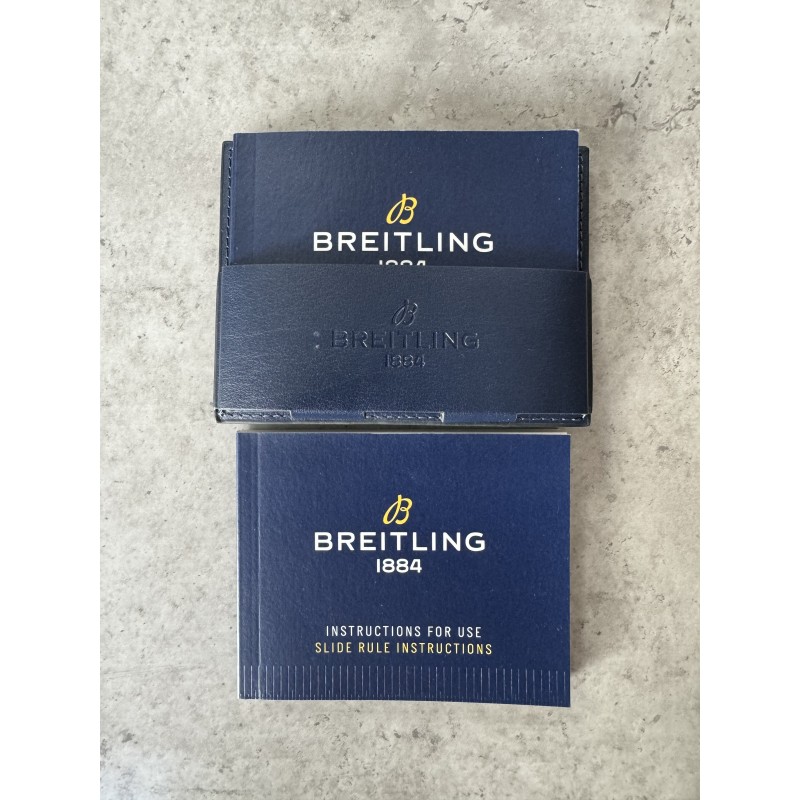 B
BREITLING
1884
B
BREITLING
1884
B
BREITLING
1884
INSTRUCTIONS FOR USE
SLIDE RULE INSTRUCTIONS